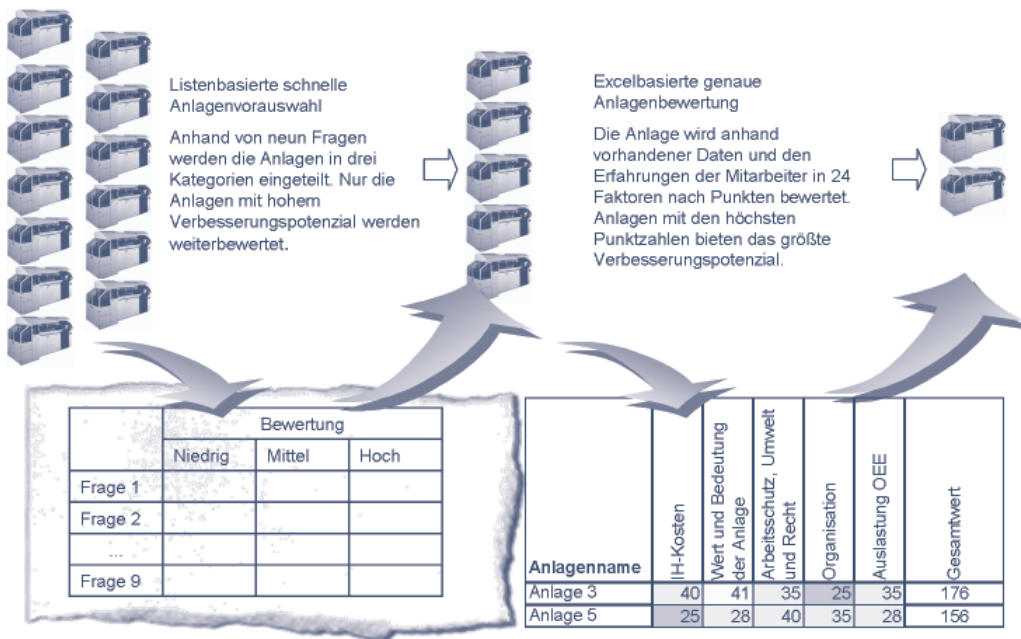 Listenbasierte schnelle
Anlagenvorauswahl
Anhand von neun Fragen
werden die Anlagen in drei
Kategorien eingeteilt. Nur die
Anlagen mit hohem
Verbesserungspotenzial werden
weiterbewertet.
Excelbasierte genaue
Anlagenbewertung
Die Anlage wird anhand
vorhandener Daten und den
Erfahrungen der Mitarbeiter in 24
Faktoren nach Punkten bewertet.
Anlagen mit den höchsten
Punktzahlen bieten das größte
Verbesserungspotenzial.
Bewertung
Niedrig Mittel Hoch
Frage 1
Frage 2
...
Frage 9
Anlagenname
IH-Kosten
Wert und Bedeutung
der Anlage
Arbeitsschutz, Umwelt
und Recht
Organisation
Auslastung OEE
Gesamtwert
Anlage 3 40 41 35 25 35 176
Anlage 5 25 28 40 35 28 156